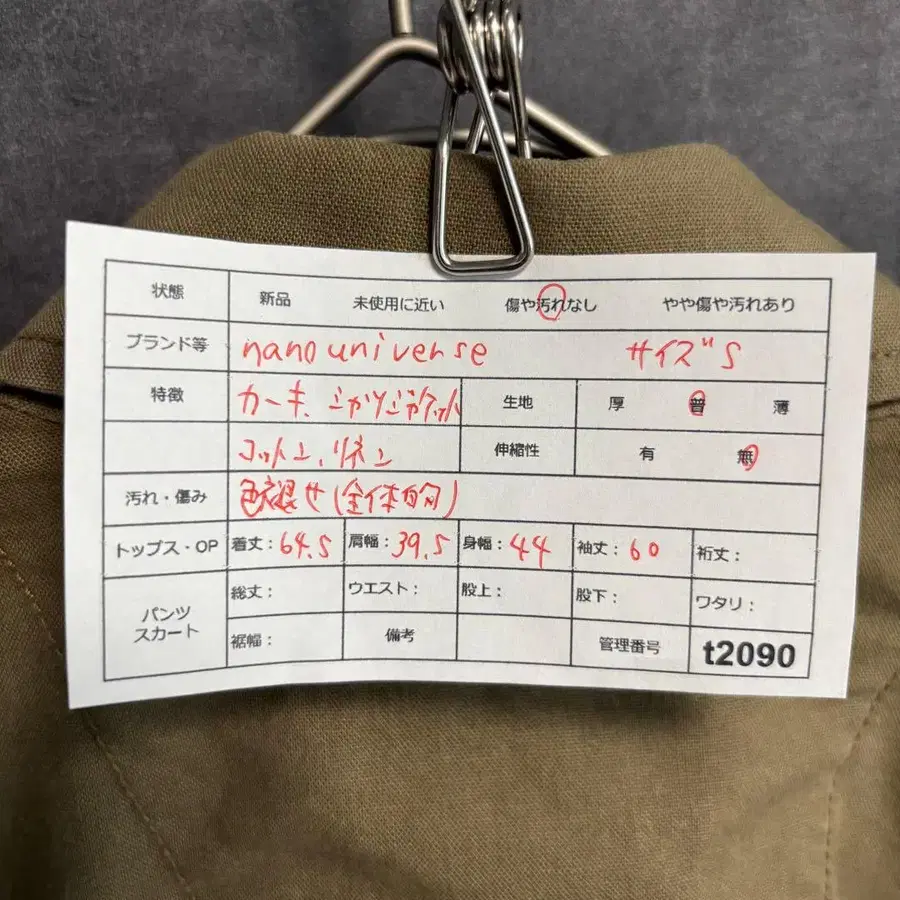 状態 新品 未使用に近い 傷や汚れなし やや傷や汚れあり
ブランド等 nano universe サイズS
特徴 カーキ、ミカツジャケット 生地 厚 普 薄
コットン、リネン 伸縮性 有 無
汚れ・傷み 色褪せ(全体的)
トップス・OP 着丈:64.5 肩幅:39.5 身幅:44 袖丈:60 裄丈:
パンツ スカート 総丈: ウエスト: 股上: 股下: ワタリ:
裾幅: 備考 管理番号 t2090